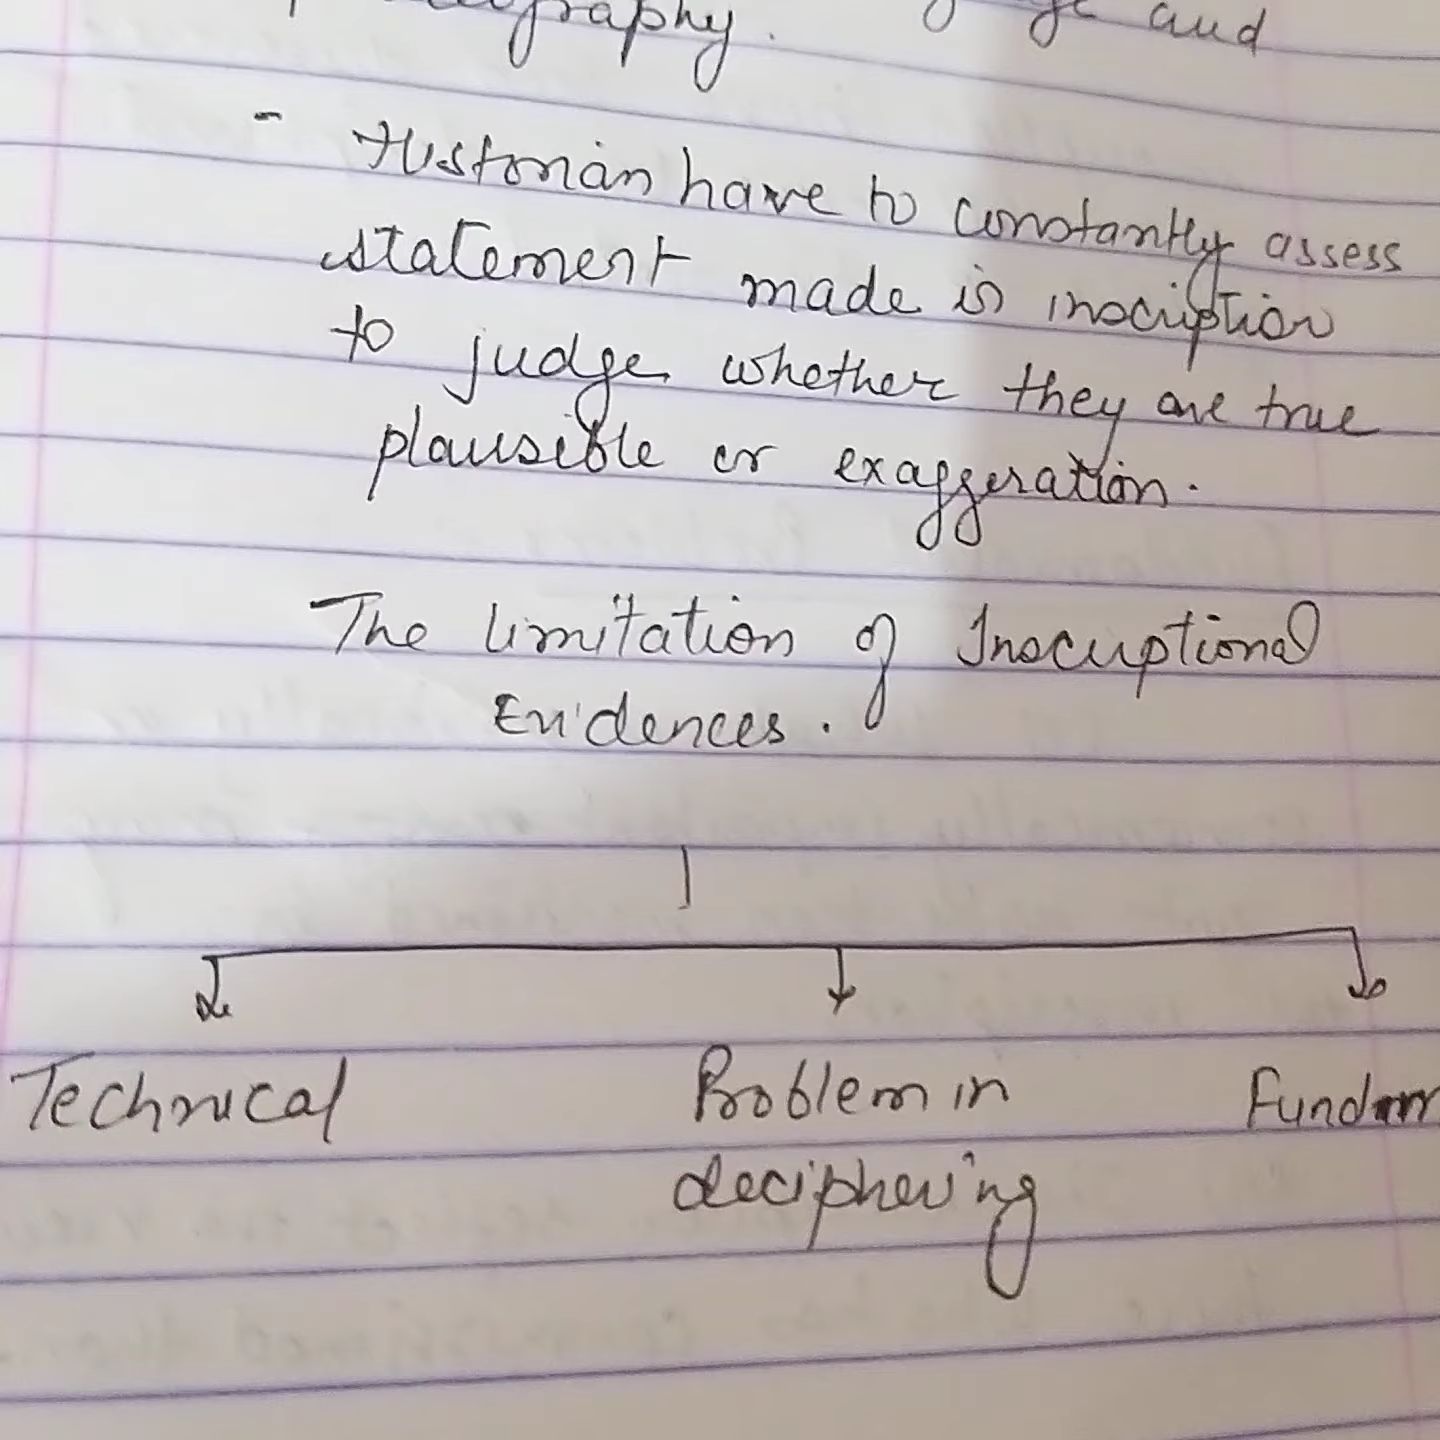 and
- Historian have to constantly assess
statement made in inscription
to judge whether they are true
plausible or exaggeration.
The limitation of Inscriptional
Evidences.
Technical Problem in Fundam
deciphering